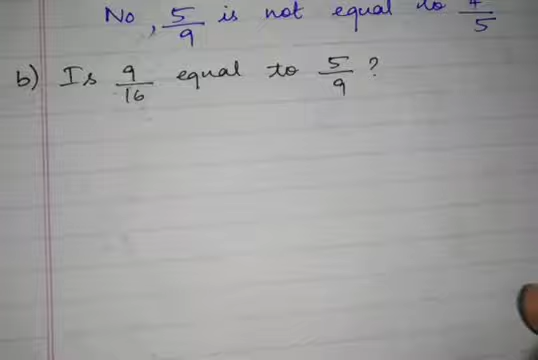 No, 5/9 is not equal to 4/5
b) Is 9/16 equal to 5/9?